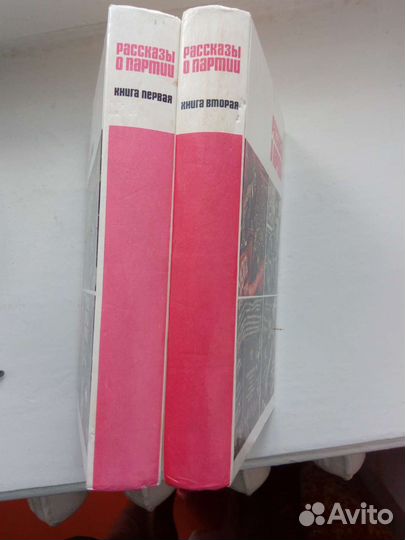 Рассказы
о партии
книга первая
Рассказы
о партии
книга вторая
Avito